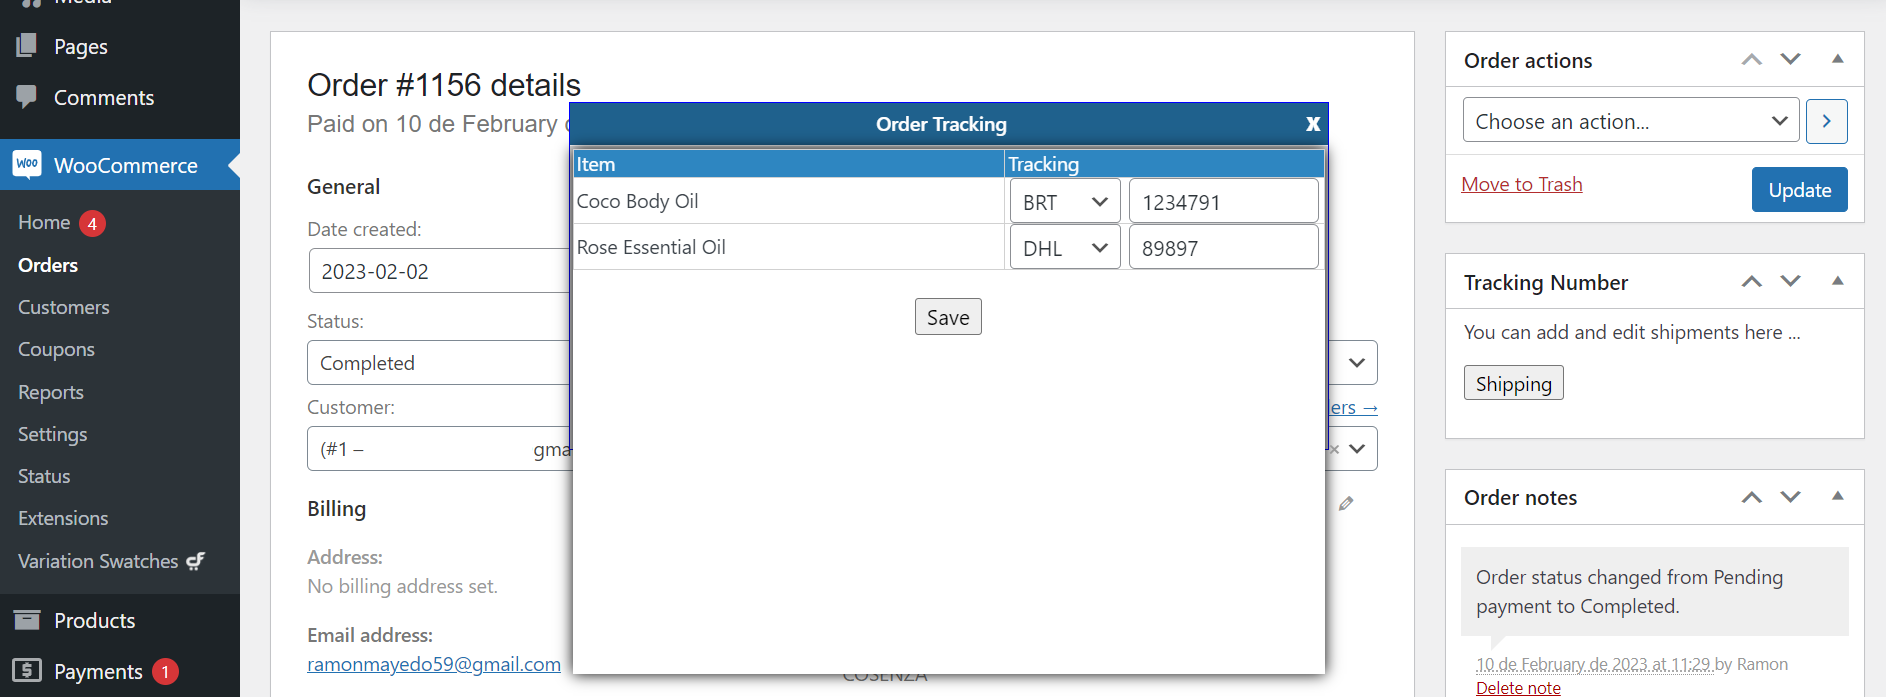 Media
Pages
Comments
WooCommerce
Home 4
Orders
Customers
Coupons
Reports
Settings
Status
Extensions
Variation Swatches
Products
Payments 1
Order #1156 details
Paid on 10 de February
General
Date created:
2023-02-02
Status:
Completed
Customer:
(#1 – gma
ers →
×
Billing
Address:
No billing address set.
Email address:
ramonmayedo59@gmail.com
COSENZA
Order Tracking X
Item Tracking
Coco Body Oil BRT 1234791
Rose Essential Oil DHL 89897
Save
Order actions
Choose an action...
Move to Trash Update
Tracking Number
You can add and edit shipments here ...
Shipping
Order notes
Order status changed from Pending
payment to Completed.
10 de February de 2023 at 11:29 by Ramon
Delete note